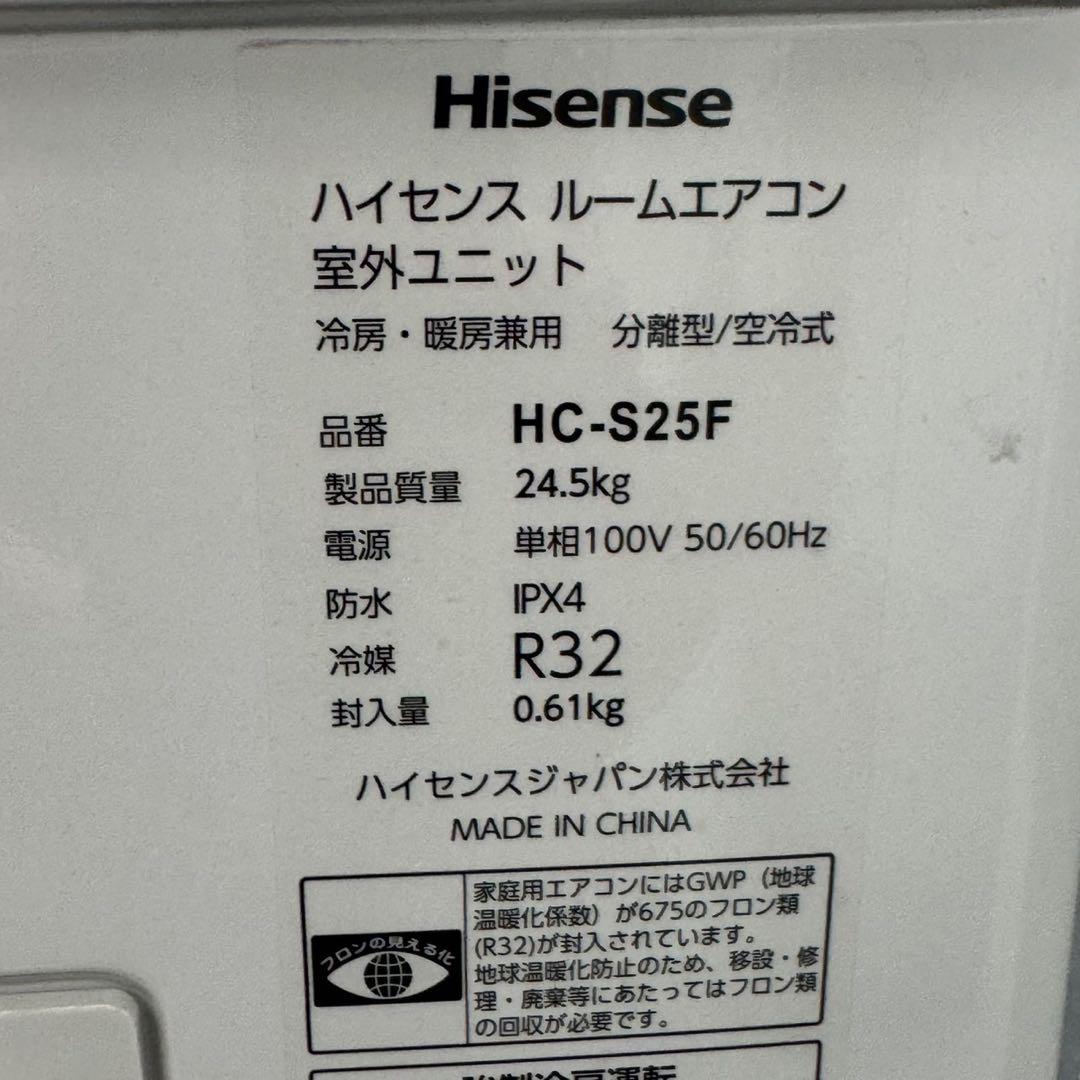 Hisense
ハイセンス ルームエアコン
室外ユニット
冷房・暖房兼用 分離型/空冷式
品番 HC-S25F
製品質量 24.5kg
電源 単相100V 50/60Hz
防水 IPX4
冷媒 R32
封入量 0.61kg
ハイセンスジャパン株式会社
MADE IN CHINA
フロンの見える化
家庭用エアコンにはGWP(地球
温暖化係数)が675のフロン類
(R32)が封入されています。
地球温暖化防止のため、移設・修
理・廃棄等にあたってはフロン類
の回収が必要です。
強制冷房運転